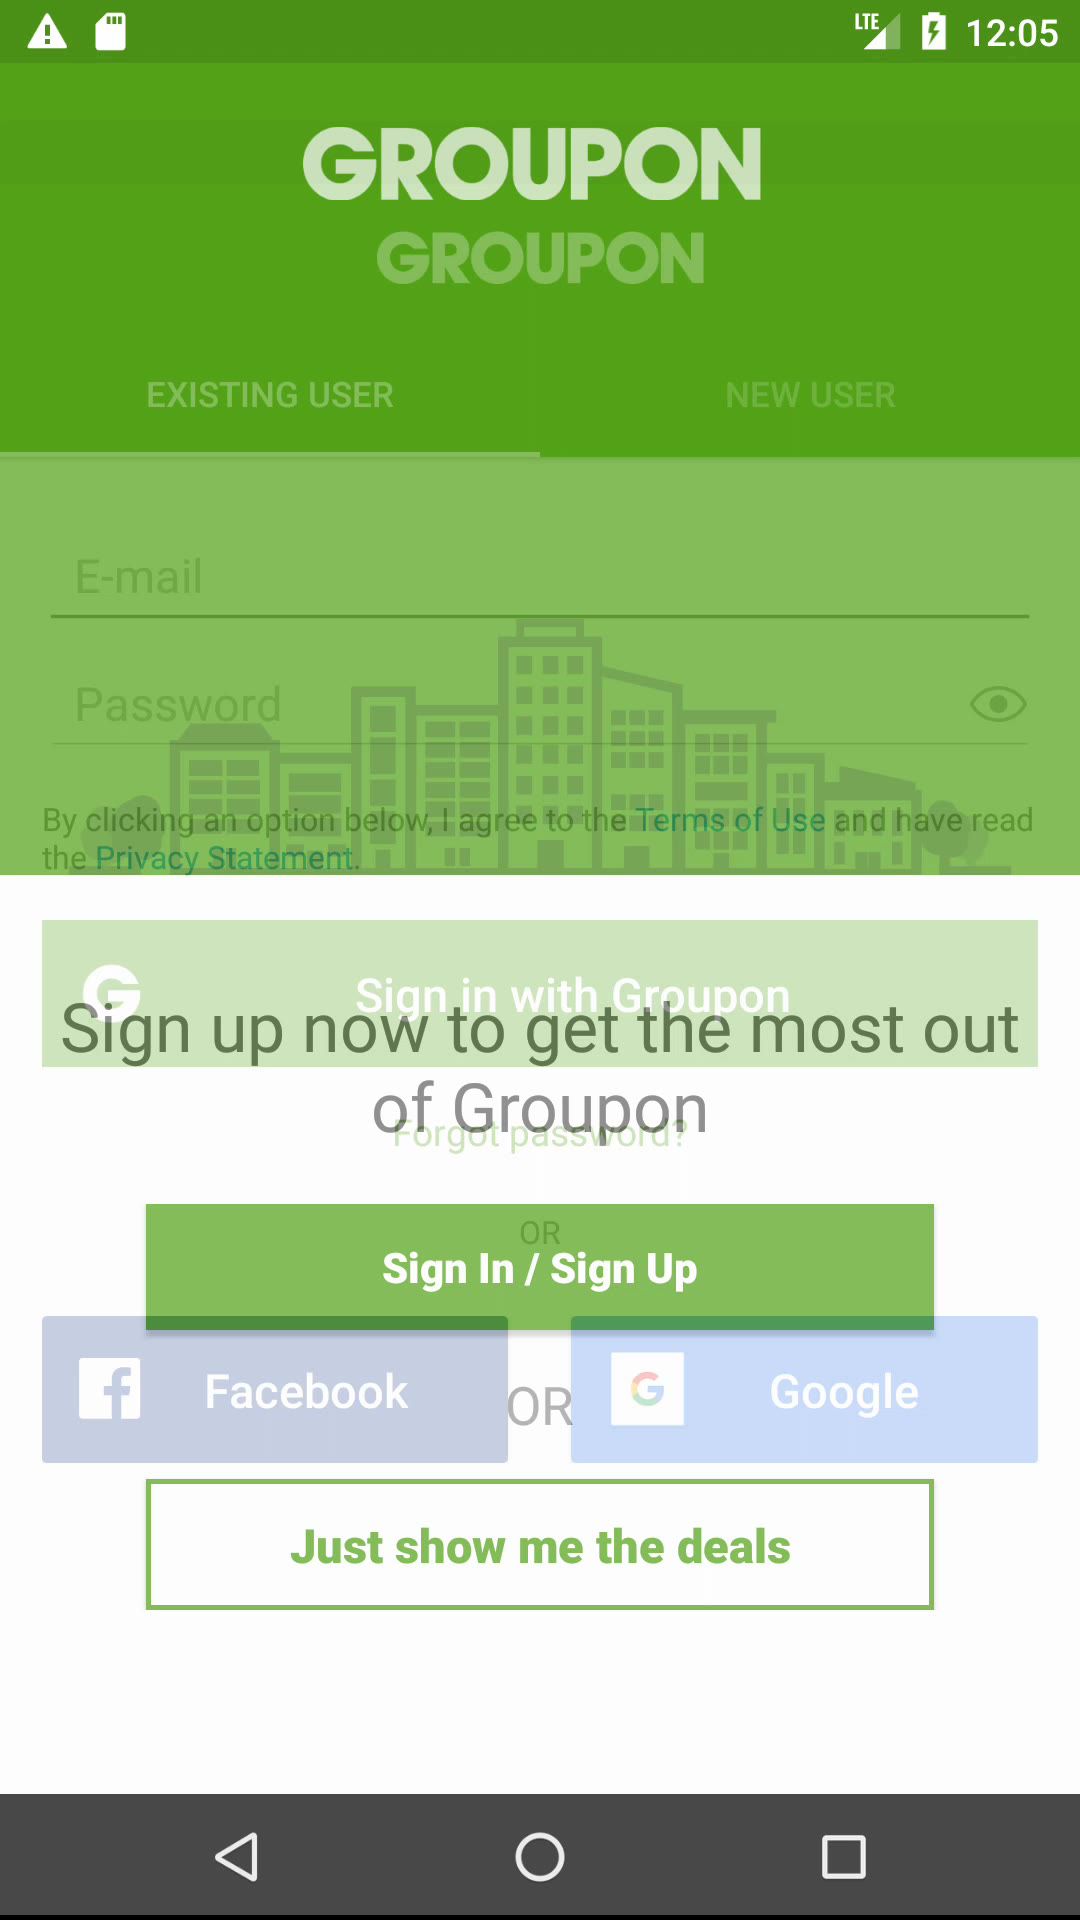 LTE 12:05
GROUPON
GROUPON
EXISTING USER NEW USER
E-mail
Password
By clicking an option below, I agree to the Terms of Use and have read
the Privacy Statement.
Sign in with Groupon
Sign up now to get the most out
of Groupon
Forgot password?
OR
Sign In / Sign Up
Facebook
OR
Google
Just show me the deals